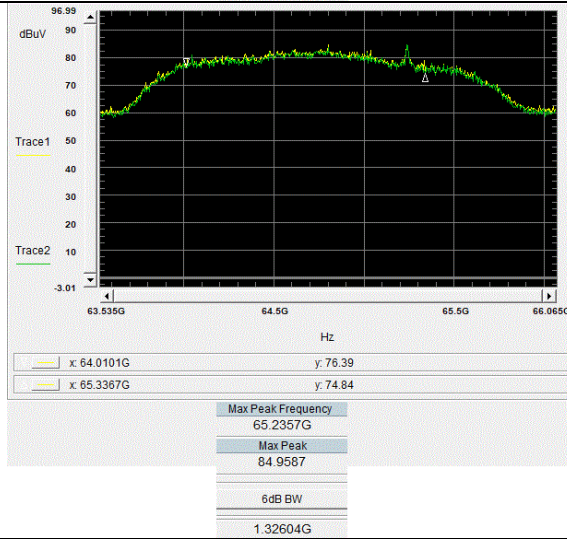 96.99
dBuV
90
80
70
60
Trace1
50
40
30
20
Trace2
10
-3.01
63.535G
64.5G
65.5G
66.065G
Hz
x: 64.0101G y: 76.39
x: 65.3367G y: 74.84
Max Peak Frequency
65.2357G
Max Peak
84.9587
6dB BW
1.32604G